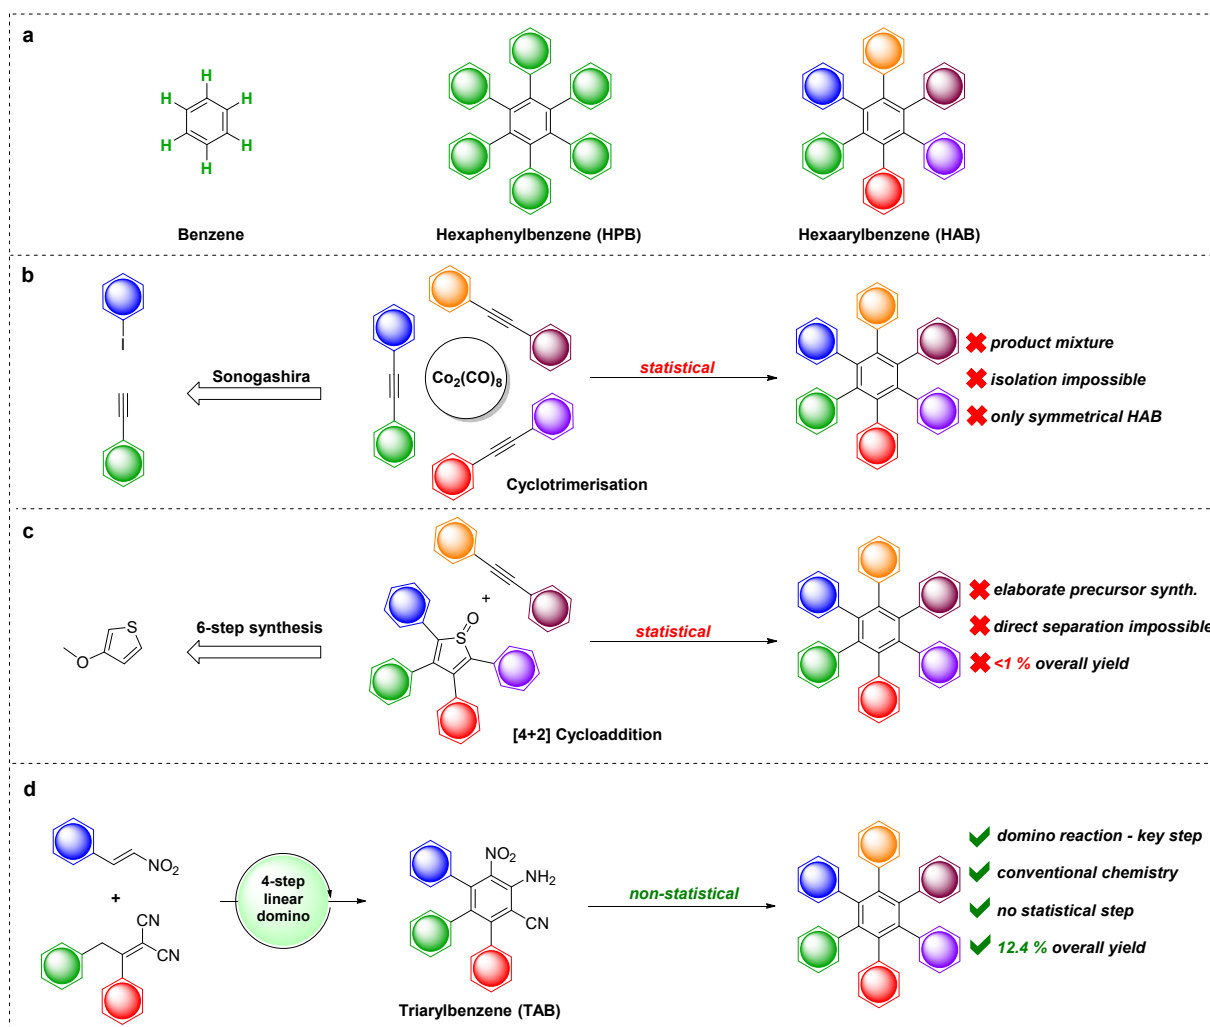 a
H
H
H
H
H
H
Benzene
Hexaphenylbenzene (HPB)
Hexaarylbenzene (HAB)
b
I
Sonogashira
Co2(CO)8
Cyclotrimerisation
statistical
product mixture
isolation impossible
only symmetrical HAB
c
S
O
6-step synthesis
+
O
S
[4+2] Cycloaddition
statistical
elaborate precursor synth.
direct separation impossible
<1 % overall yield
d
NO2
+
CN
CN
4-step
linear
domino
NO2
NH2
CN
Triarylbenzene (TAB)
non-statistical
domino reaction - key step
conventional chemistry
no statistical step
12.4 % overall yield